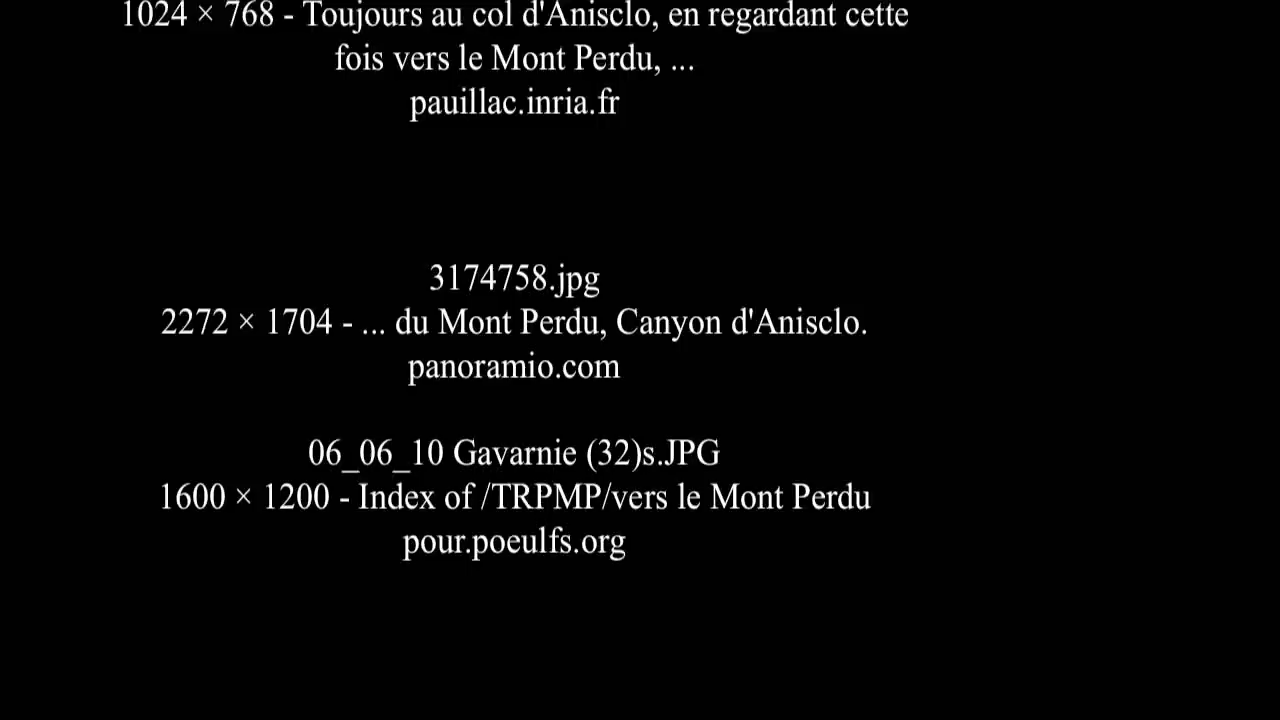 1024 × 768 - Toujours au col d'Anisclo, en regardant cette
fois vers le Mont Perdu, ...
pauillac.inria.fr
3174758.jpg
2272 × 1704 - ... du Mont Perdu, Canyon d'Anisclo.
panoramio.com
06_06_10 Gavarnie (32)s.JPG
1600 × 1200 - Index of /TRPMP/vers le Mont Perdu
pour.poeulfs.org